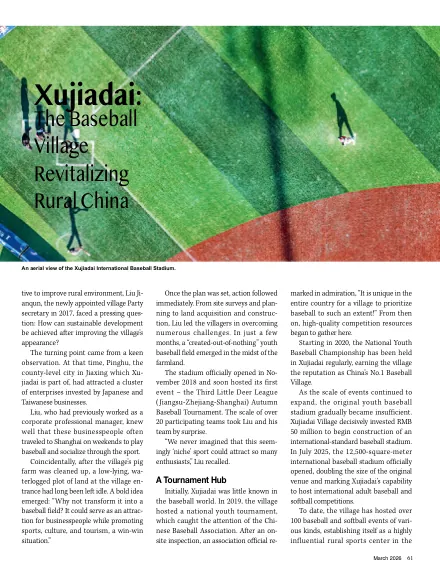 Xujiadai:
The Baseball
Village
Revitalizing
Rural China
An aerial view of the Xujiadai International Baseball Stadium.
tive to improve rural environment, Liu Ji-
anqun, the newly appointed village Party
secretary in 2017, faced a pressing ques-
tion: How can sustainable development
be achieved after improving the village's
appearance?
The turning point came from a keen
observation. At that time, Pinghu, the
county-level city in Jiaxing which Xu-
jiadai is part of, had attracted a cluster
of enterprises invested by Japanese and
Taiwanese businesses.
Liu, who had previously worked as a
corporate professional manager, knew
well that these businesspeople often
traveled to Shanghai on weekends to play
baseball and socialize through the sport.
Coincidentally, after the village's pig
farm was cleaned up, a low-lying, wa-
terlogged plot of land at the village en-
trance had long been left idle. A bold idea
emerged: "Why not transform it into a
baseball field? It could serve as an attrac-
tion for businesspeople while promoting
sports, culture, and tourism, a win-win
situation."
Once the plan was set, action followed
immediately. From site surveys and plan-
ning to land acquisition and construc-
tion, Liu led the villagers in overcoming
numerous challenges. In just a few
months, a "created-out-of-nothing" youth
baseball field emerged in the midst of the
farmland.
The stadium officially opened in No-
vember 2018 and soon hosted its first
event – the Third Little Deer League
(Jiangsu-Zhejiang-Shanghai) Autumn
Baseball Tournament. The scale of over
20 participating teams took Liu and his
team by surprise.
"We never imagined that this seem-
ingly 'niche' sport could attract so many
enthusiasts," Liu recalled.
A Tournament Hub
Initially, Xujiadai was little known in
the baseball world. In 2019, the village
hosted a national youth tournament,
which caught the attention of the Chi-
nese Baseball Association. After an on-
site inspection, an association official re-
marked in admiration, "It is unique in the
entire country for a village to prioritize
baseball to such an extent!" From then
on, high-quality competition resources
began to gather here.
Starting in 2020, the National Youth
Baseball Championship has been held
in Xujiadai regularly, earning the village
the reputation as China's No.1 Baseball
Village.
As the scale of events continued to
expand, the original youth baseball
stadium gradually became insufficient.
Xujiadai Village decisively invested RMB
50 million to begin construction of an
international-standard baseball stadium.
In July 2025, the 12,500-square-meter
international baseball stadium officially
opened, doubling the size of the original
venue and marking Xujiadai's capability
to host international adult baseball and
softball competitions.
To date, the village has hosted over
100 baseball and softball events of vari-
ous kinds, establishing itself as a highly
influential rural sports center in the
March 2026 61